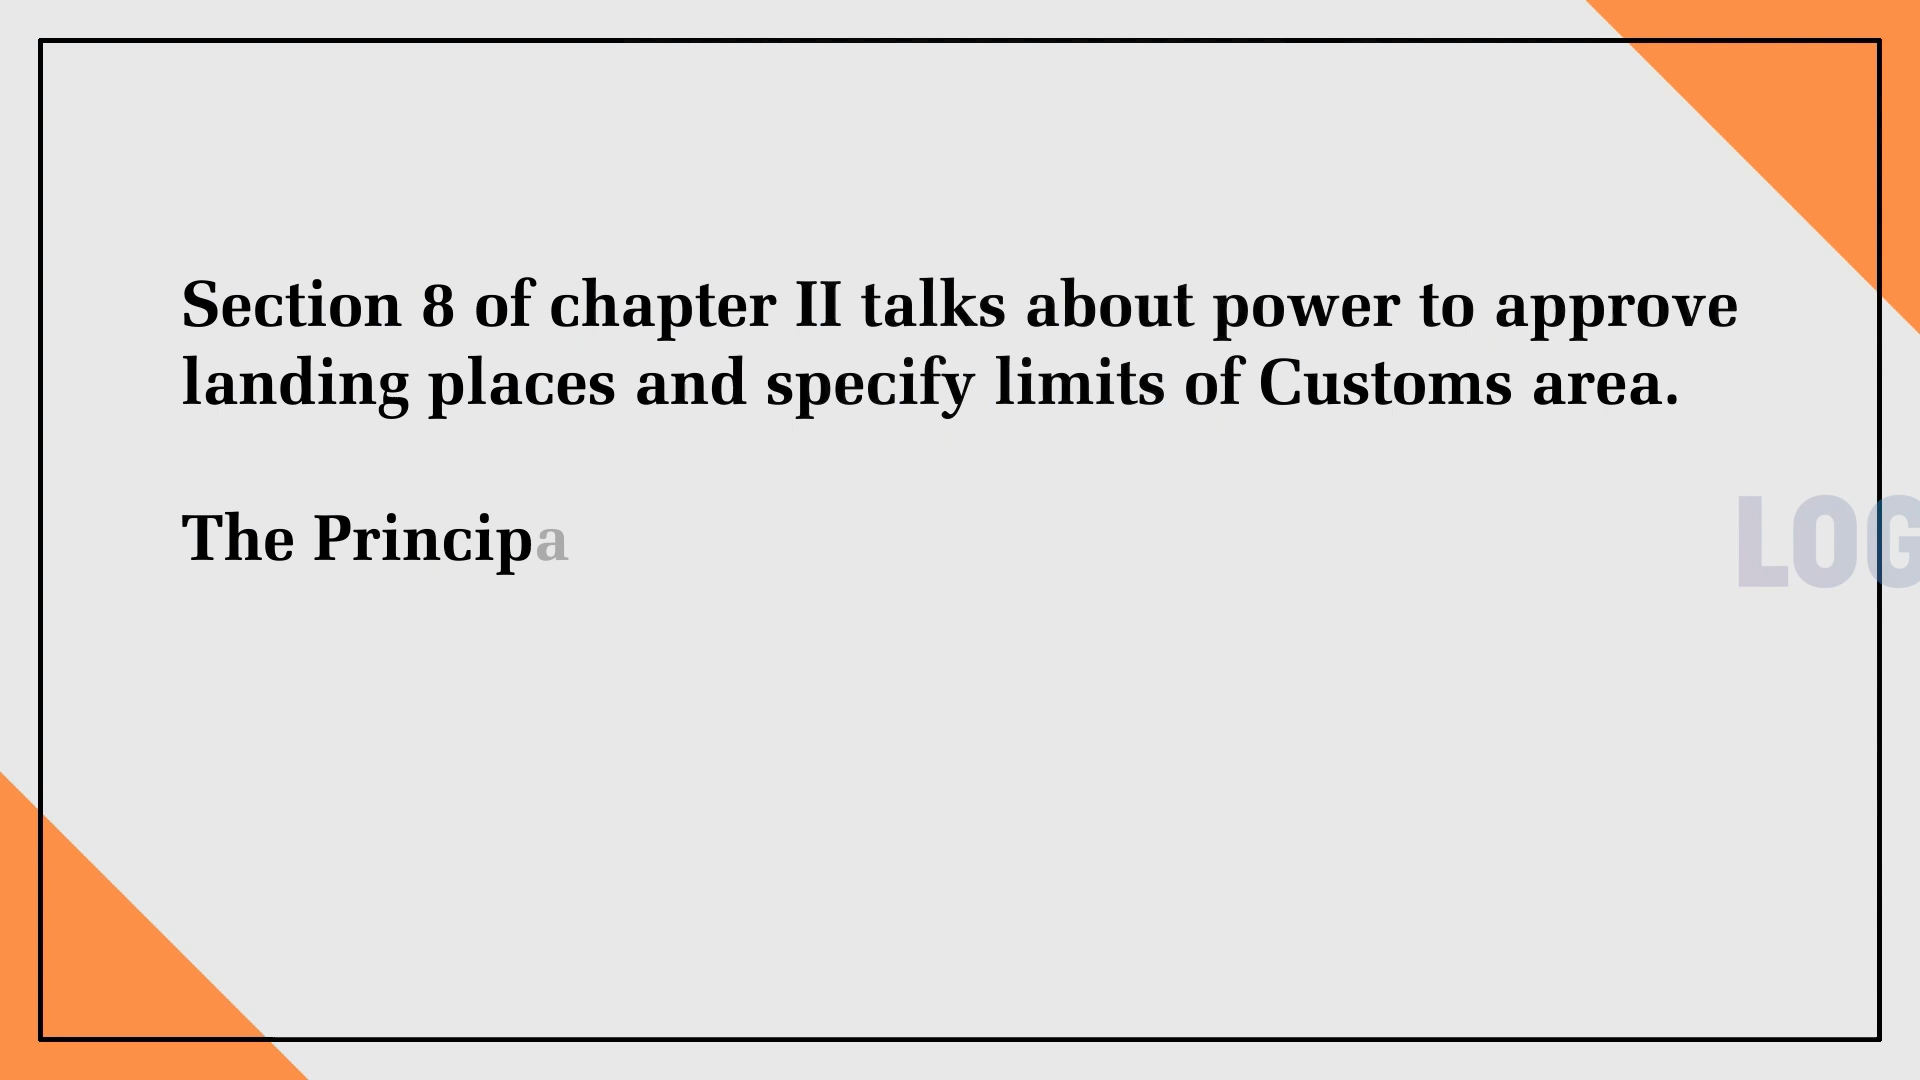 Section 8 of chapter II talks about power to approve
landing places and specify limits of Customs area.
The Principa
LOG